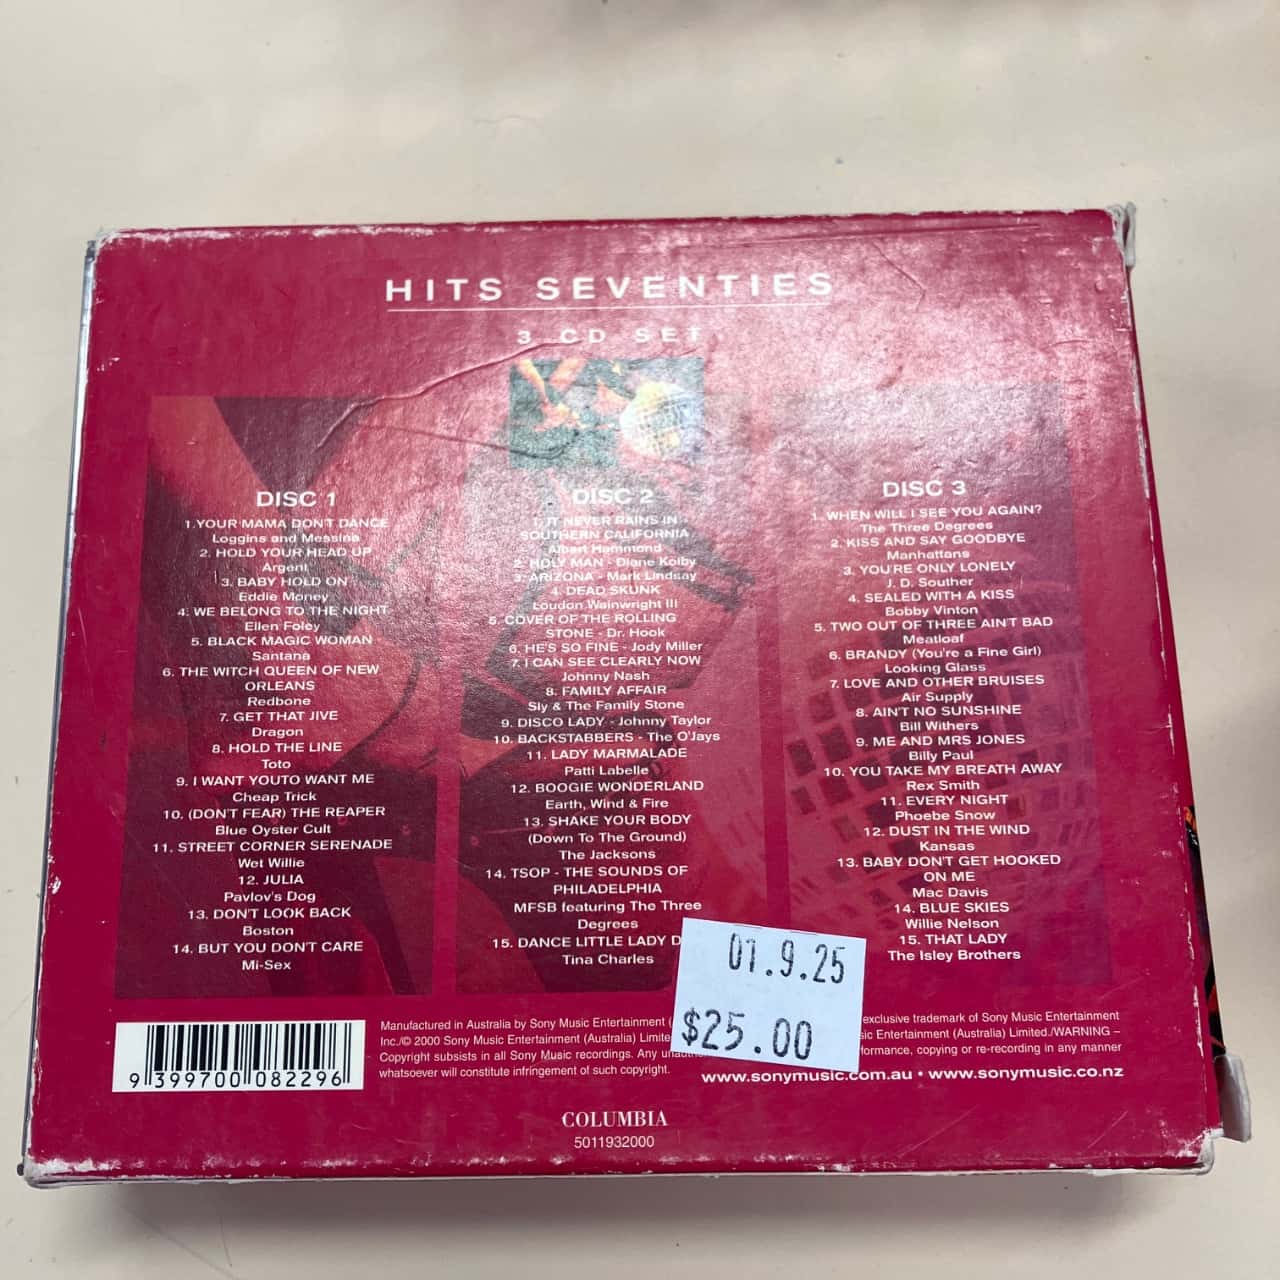 HITS SEVENTIES
3 CD SET
DISC 1
1.YOUR MAMA DON'T DANCE
Loggins and Messina
2. HOLD YOUR HEAD UP
Argent
3. BABY HOLD ON
Eddie Money
4. WE BELONG TO THE NIGHT
Ellen Foley
5. BLACK MAGIC WOMAN
Santana
6. THE WITCH QUEEN OF NEW
ORLEANS
Redbone
7. GET THAT JIVE
Dragon
8. HOLD THE LINE
Toto
9. I WANT YOUTO WANT ME
Cheap Trick
10. (DON'T FEAR) THE REAPER
Blue Oyster Cult
11. STREET CORNER SERENADE
Wet Willie
12. JULIA
Pavlov's Dog
13. DON'T LOOK BACK
Boston
14. BUT YOU DON'T CARE
Mi-Sex
DISC 2
1. IT NEVER RAINS IN
SOUTHERN CALIFORNIA
Albert Hammond
2. HOLY MAN - Diane Kolby
3. ARIZONA - Mark Lindsay
4. DEAD SKUNK
Loudon Wainwright III
5. COVER OF THE ROLLING
STONE - Dr. Hook
6. HE'S SO FINE - Jody Miller
7. I CAN SEE CLEARLY NOW
Johnny Nash
8. FAMILY AFFAIR
Sly & The Family Stone
9. DISCO LADY - Johnny Taylor
10. BACKSTABBERS - The O'Jays
11. LADY MARMALADE
Patti Labelle
12. BOOGIE WONDERLAND
Earth, Wind & Fire
13. SHAKE YOUR BODY
(Down To The Ground)
The Jacksons
14. TSOP - THE SOUNDS OF
PHILADELPHIA
MFSB featuring The Three
Degrees
15. DANCE LITTLE LADY D
Tina Charles
DISC 3
1. WHEN WILL I SEE YOU AGAIN?
The Three Degrees
2. KISS AND SAY GOODBYE
Manhattans
3. YOU'RE ONLY LONELY
J. D. Souther
4. SEALED WITH A KISS
Bobby Vinton
5. TWO OUT OF THREE AIN'T BAD
Meatloaf
6. BRANDY (You're a Fine Girl)
Looking Glass
7. LOVE AND OTHER BRUISES
Air Supply
8. AIN'T NO SUNSHINE
Bill Withers
9. ME AND MRS JONES
Billy Paul
10. YOU TAKE MY BREATH AWAY
Rex Smith
11. EVERY NIGHT
Phoebe Snow
12. DUST IN THE WIND
Kansas
13. BABY DON'T GET HOOKED
ON ME
Mac Davis
14. BLUE SKIES
Willie Nelson
15. THAT LADY
The Isley Brothers
01.9.25
$25.00
9 399700 082296
Manufactured in Australia by Sony Music Entertainment ( exclusive trademark of Sony Music Entertainment
Inc./© 2000 Sony Music Entertainment (Australia) Limite sic Entertainment (Australia) Limited./WARNING –
Copyright subsists in all Sony Music recordings. Any formance, copying or re-recording in any manner
whatsoever will constitute infringement of such copyright.
www.sonymusic.com.au • www.sonymusic.co.nz
COLUMBIA
5011932000